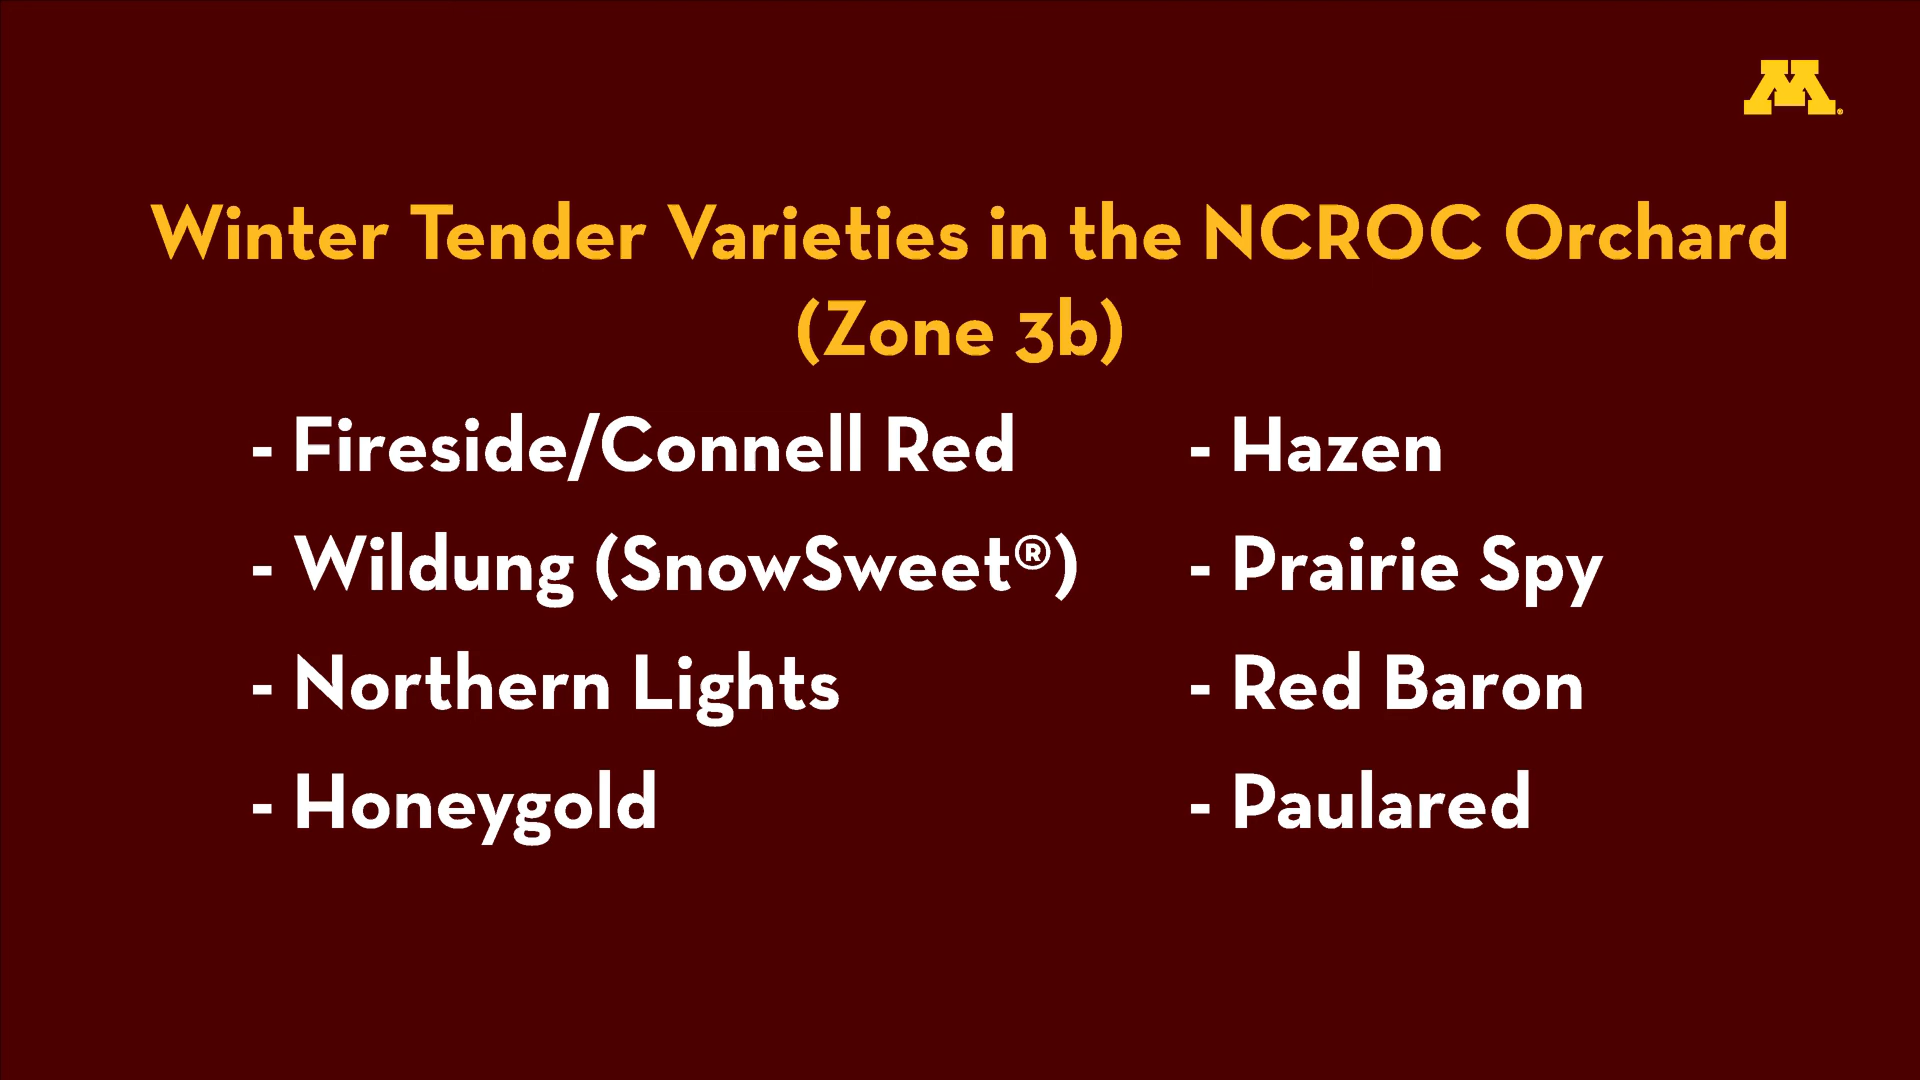 M
Winter Tender Varieties in the NCROC Orchard
(Zone 3b)
- Fireside/Connell Red
- Wildung (SnowSweet®)
- Northern Lights
- Honeygold
- Hazen
- Prairie Spy
- Red Baron
- Paulared